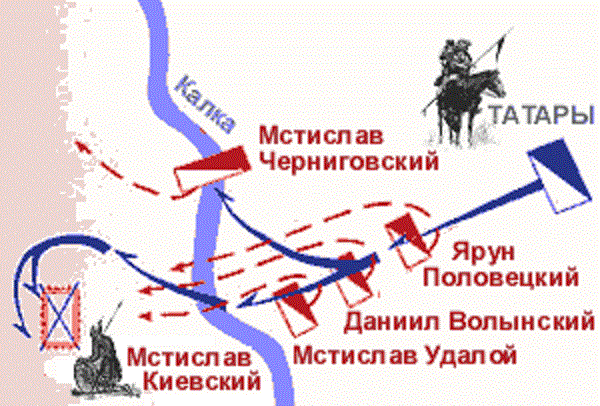 Калка
ТАТАРЫ
Мстислав
Черниговский
Ярун
Половецкий
Даниил Волынский
Мстислав Удалой
Мстислав
Киевский